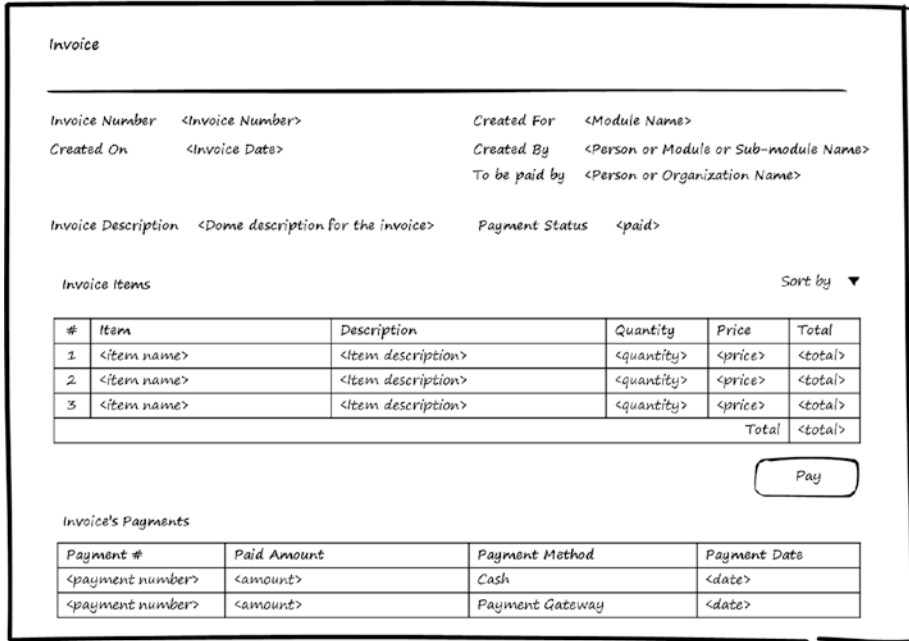 Invoice
Invoice Number <Invoice Number> Created For <Module Name>
Created On <Invoice Date> Created By <Person or Module or Sub-module Name>
To be paid by <Person or Organization Name>
Invoice Description <Dome description for the invoice> Payment Status <paid>
Invoice Items Sort by ▼
# Item Description Quantity Price Total
1 <item name> <Item description> <quantity> <price> <total>
2 <item name> <Item description> <quantity> <price> <total>
3 <item name> <Item description> <quantity> <price> <total>
Total <total>
Pay
Invoice's Payments
Payment # Paid Amount Payment Method Payment Date
<payment number> <amount> Cash <date>
<payment number> <amount> Payment Gateway <date>